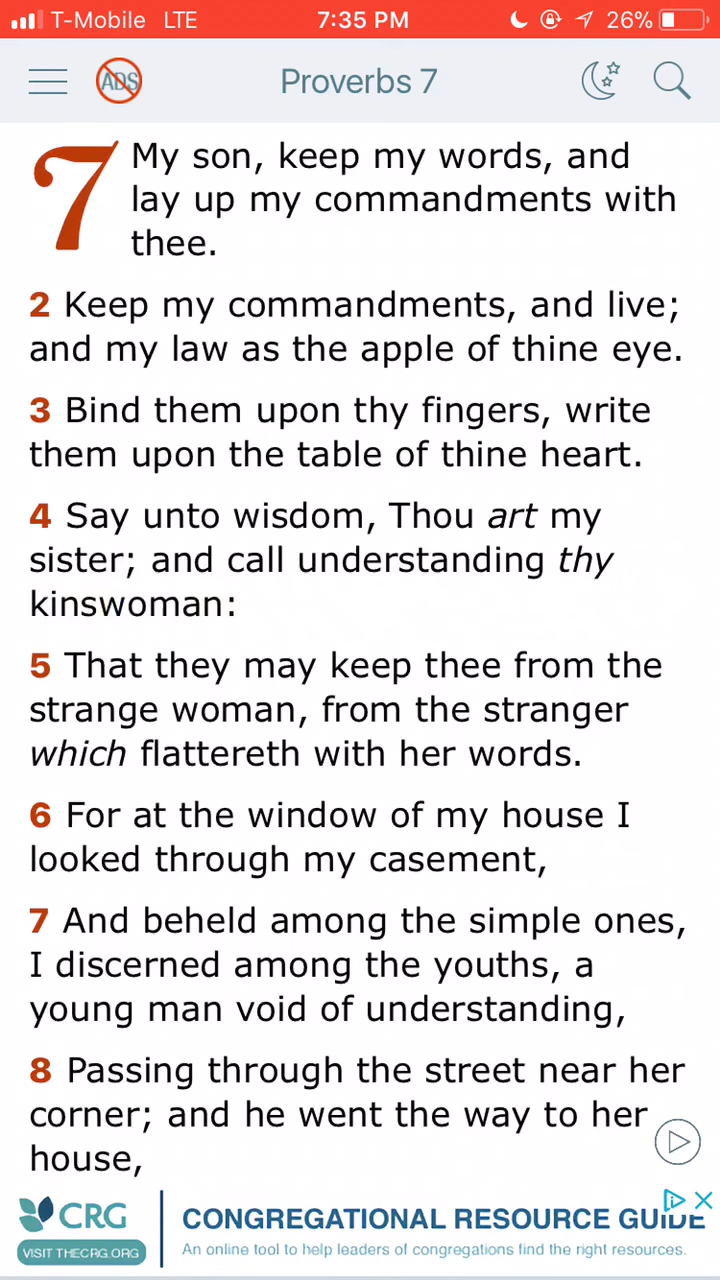 T-Mobile LTE 7:35 PM 26%
ADS Proverbs 7
7 My son, keep my words, and
lay up my commandments with
thee.
2 Keep my commandments, and live;
and my law as the apple of thine eye.
3 Bind them upon thy fingers, write
them upon the table of thine heart.
4 Say unto wisdom, Thou art my
sister; and call understanding thy
kinswoman:
5 That they may keep thee from the
strange woman, from the stranger
which flattereth with her words.
6 For at the window of my house I
looked through my casement,
7 And beheld among the simple ones,
I discerned among the youths, a
young man void of understanding,
8 Passing through the street near her
corner; and he went the way to her
house,
CRG
VISIT THECRG.ORG
CONGREGATIONAL RESOURCE GUIDE
An online tool to help leaders of congregations find the right resources.